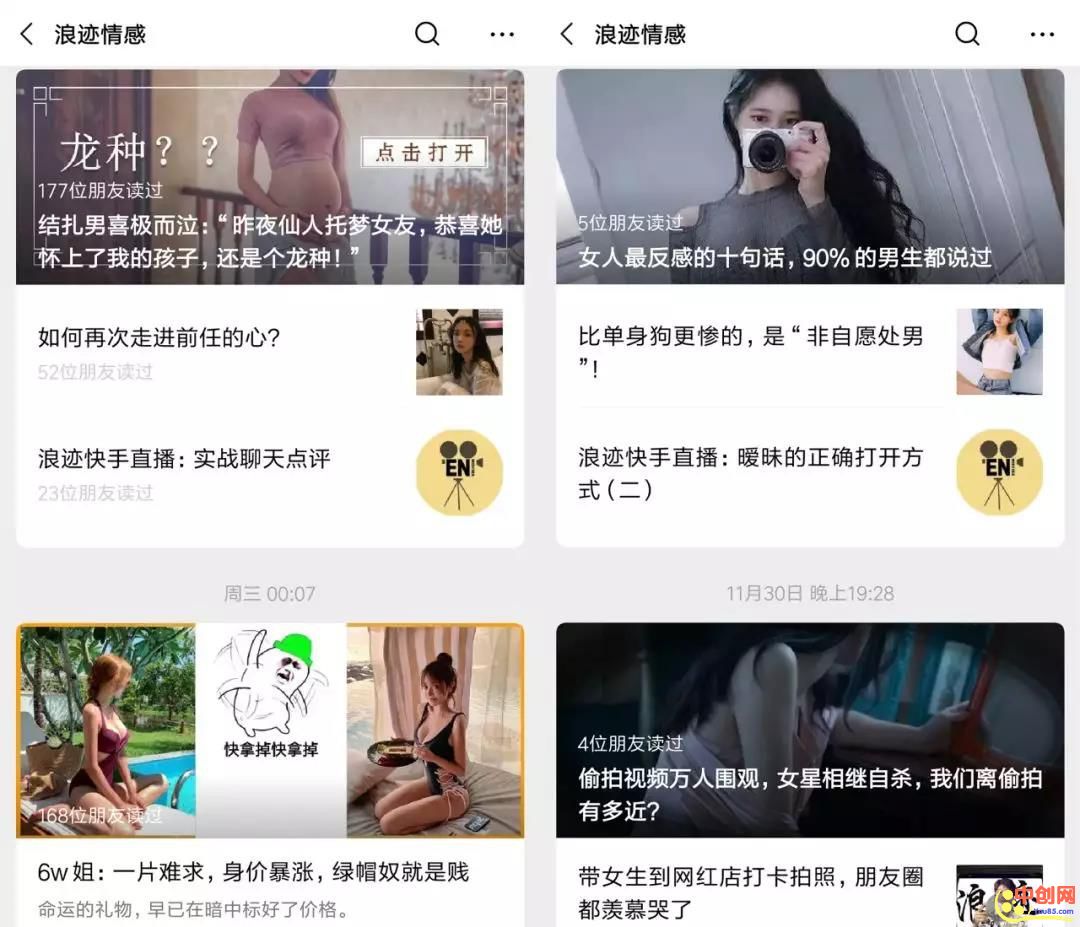 浪迹情感
龙种？？
点击打开
177位朋友读过
结扎男喜极而泣：“昨夜仙人托梦女友，恭喜她
怀上了我的孩子，还是个龙种！”
如何再次走进前任的心？
52位朋友读过
浪迹快手直播：实战聊天点评
EN
23位朋友读过
周三 00:07
快拿掉快拿掉
168位朋友读过
6w姐：一片难求，身价暴涨，绿帽奴就是贱
命运的礼物，早已在暗中标好了价格。
浪迹情感
5位朋友读过
女人最反感的十句话，90%的男生都说过
比单身狗更惨的，是“非自愿处男
”！
浪迹快手直播：暧昧的正确打开方
式（二）
EN
11月30日 晚上19:28
4位朋友读过
偷拍视频万人围观，女星相继自杀，我们离偷拍
有多近？
带女生到网红店打卡拍照，朋友圈
都羡慕哭了
浪
中创网